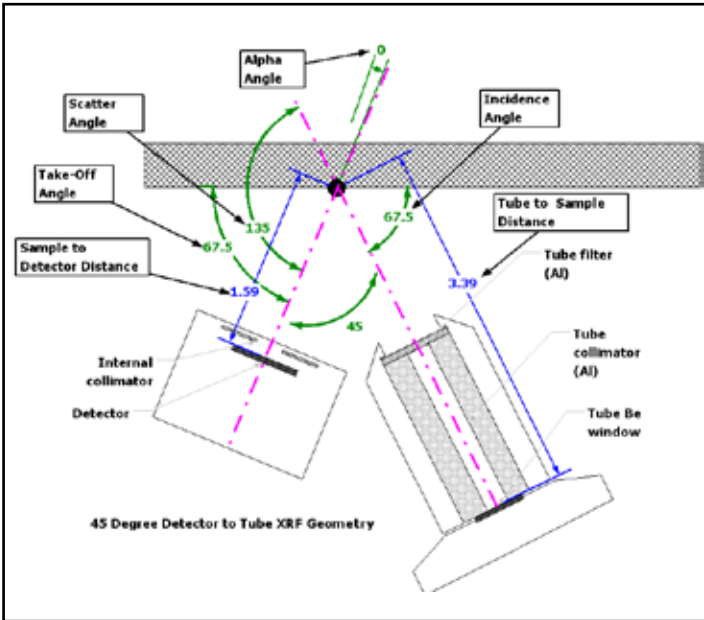 0
Alpha
Angle
Scatter
Angle
Incidence
Angle
Take-Off
Angle
135
67.5
67.5
Tube to Sample
Distance
Sample to
Detector Distance
Tube filter
(Al)
1.59
3.39
45
Internal
collimator
Tube
collimator
(Al)
Detector
Tube Be
window
45 Degree Detector to Tube XRF Geometry